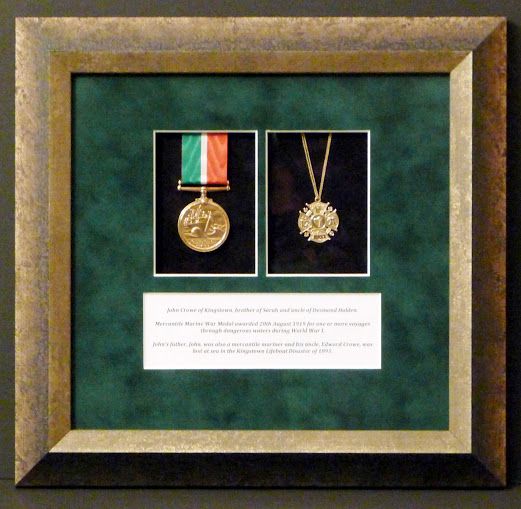 John Crowe of Kingstown, brother of Sarah and uncle of Desmond Holden.
Mercantile Marine War Medal awarded 20th August 1919 for one or more voyages
through dangerous waters during World War I.
John's father, John, was also a mercantile mariner and his uncle, Edward Crowe, was
lost at sea in the Kingstown Lifeboat Disaster of 1895.